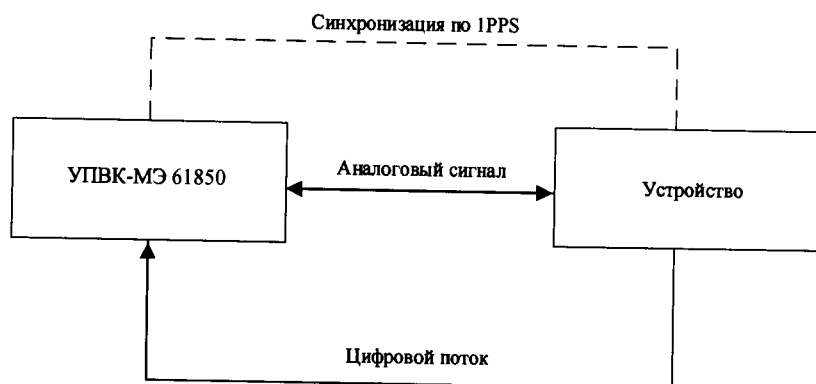 Синхронизация по 1PPS
УПВК-МЭ 61850
Аналоговый сигнал
Устройство
Цифровой поток